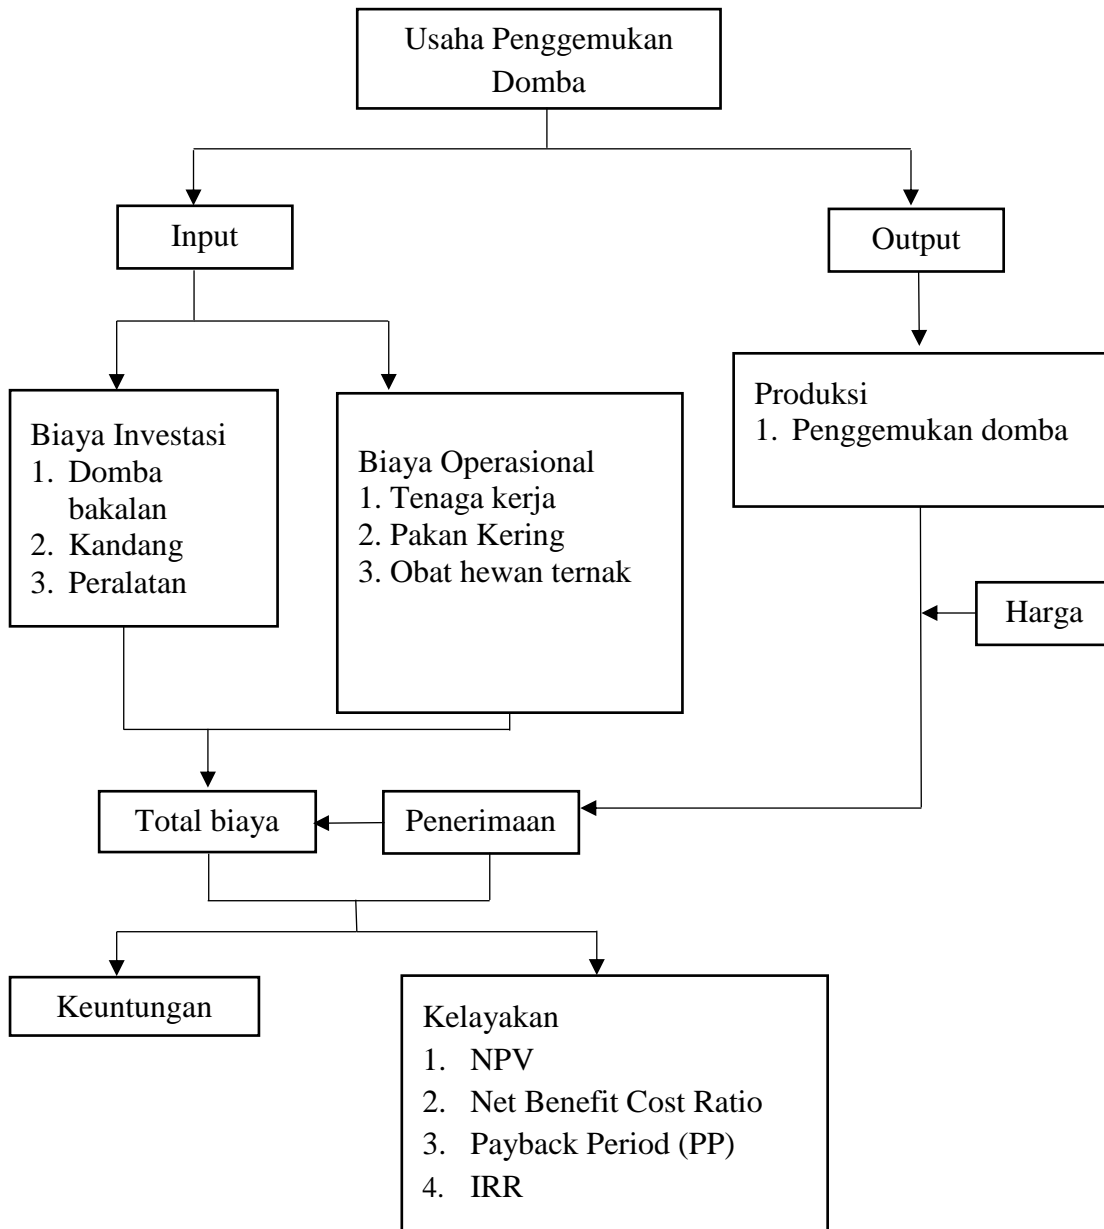 Usaha Penggemukan
Domba
Input
Output
Biaya Investasi
1. Domba
bakalan
2. Kandang
3. Peralatan
Biaya Operasional
1. Tenaga kerja
2. Pakan Kering
3. Obat hewan ternak
Produksi
1. Penggemukan domba
Harga
Total biaya
Penerimaan
Keuntungan
Kelayakan
1. NPV
2. Net Benefit Cost Ratio
3. Payback Period (PP)
4. IRR